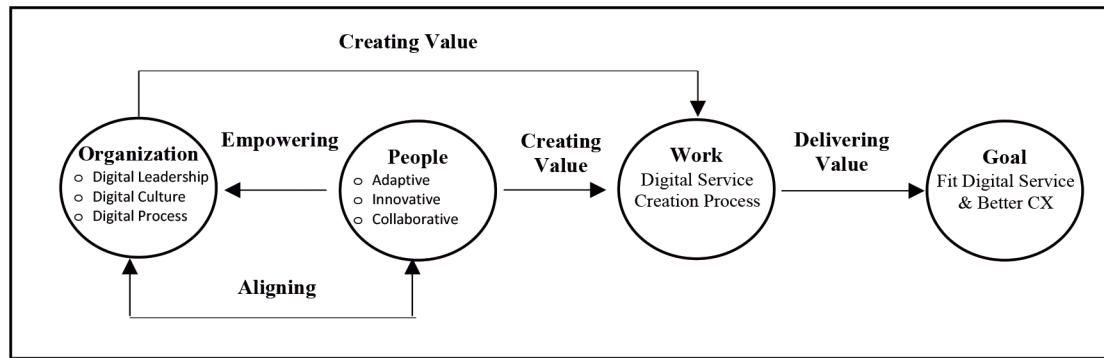 Creating Value
Organization
o Digital Leadership
o Digital Culture
o Digital Process
Empowering
People
o Adaptive
o Innovative
o Collaborative
Creating
Value
Work
Digital Service
Creation Process
Delivering
Value
Goal
Fit Digital Service
& Better CX
Aligning